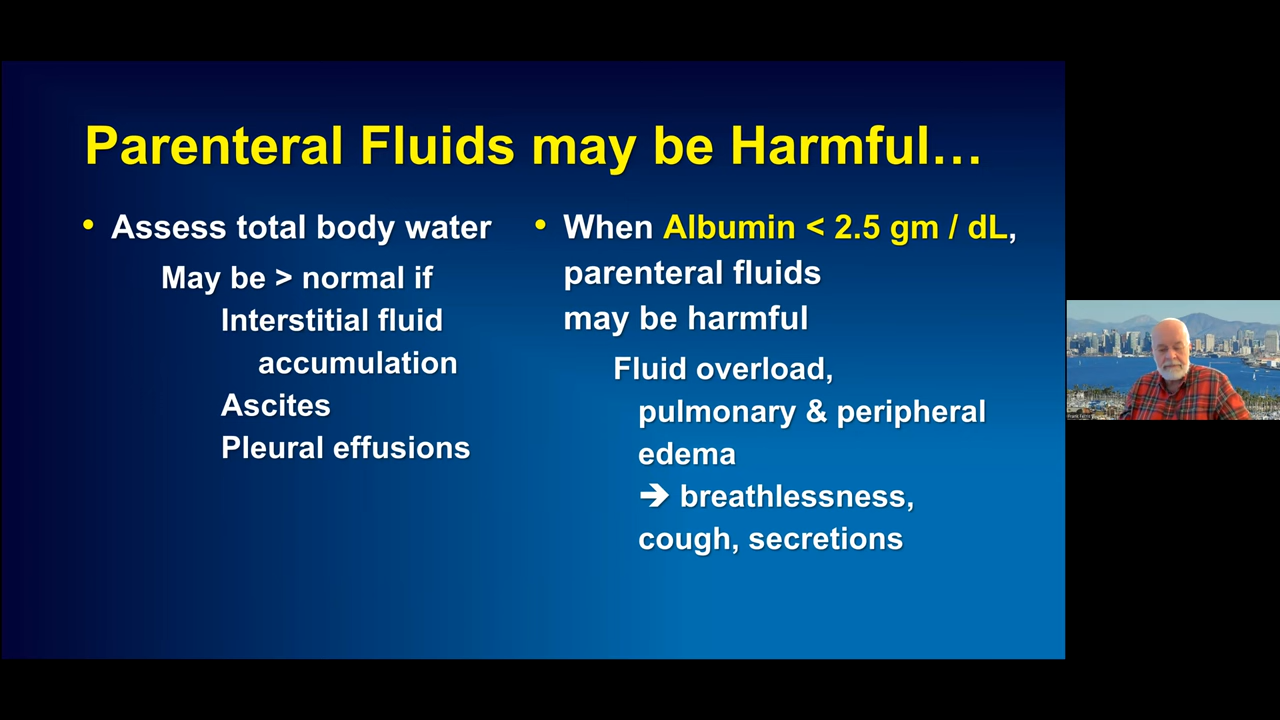 Parenteral Fluids may be Harmful…
• Assess total body water
May be > normal if
Interstitial fluid
accumulation
Ascites
Pleural effusions
• When Albumin < 2.5 gm / dL,
parenteral fluids
may be harmful
Fluid overload,
pulmonary & peripheral
edema
➔ breathlessness,
cough, secretions